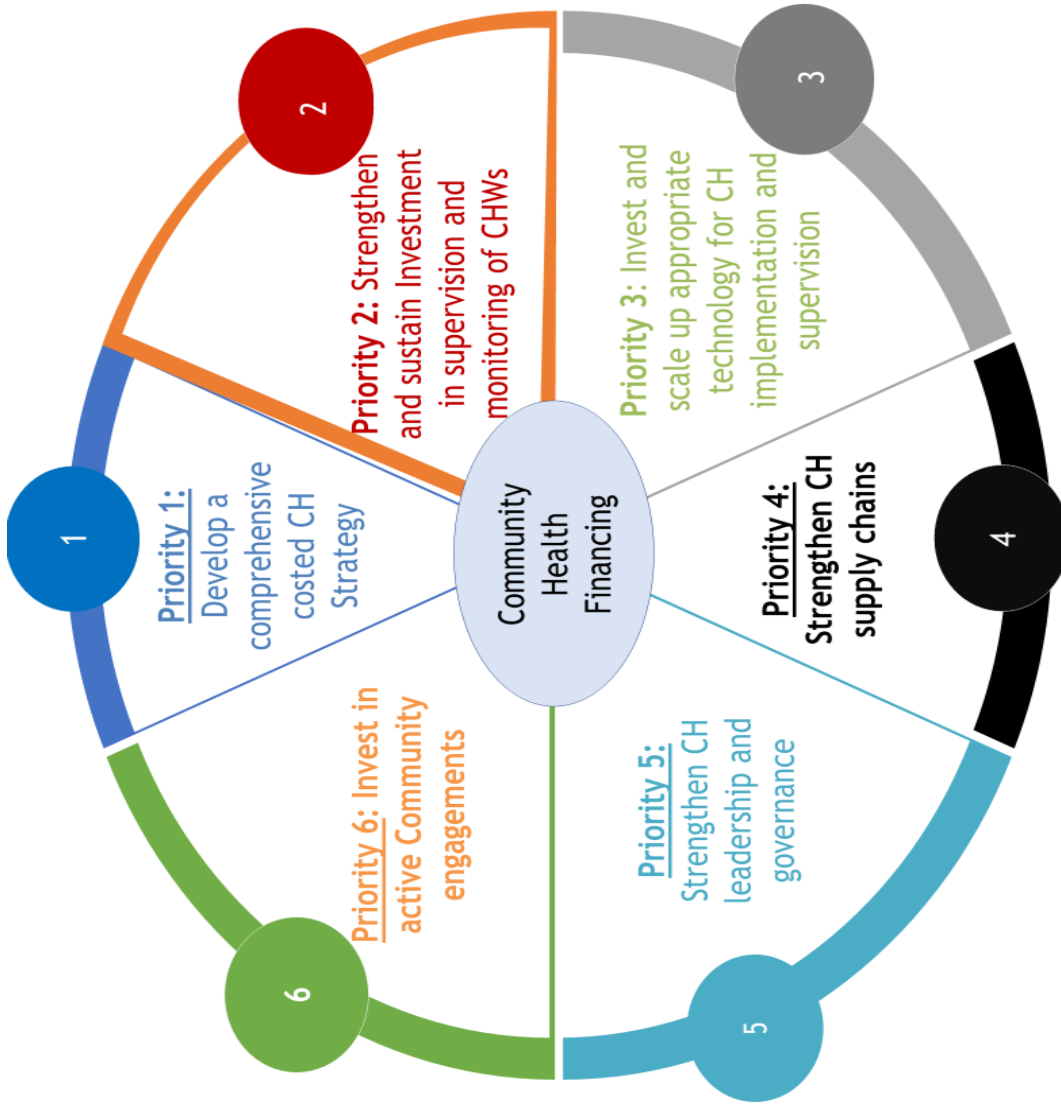 1
Priority 1:
Develop a
comprehensive
costed CH
Strategy
2
Priority 2: Strengthen
and sustain Investment
in supervision and
monitoring of CHWs
3
Priority 3: Invest and
scale up appropriate
technology for CH
implementation and
supervision
4
Priority 4:
Strengthen CH
supply chains
5
Priority 5:
Strengthen CH
leadership and
governance
6
Priority 6: Invest in
active Community
engagements
Community
Health
Financing